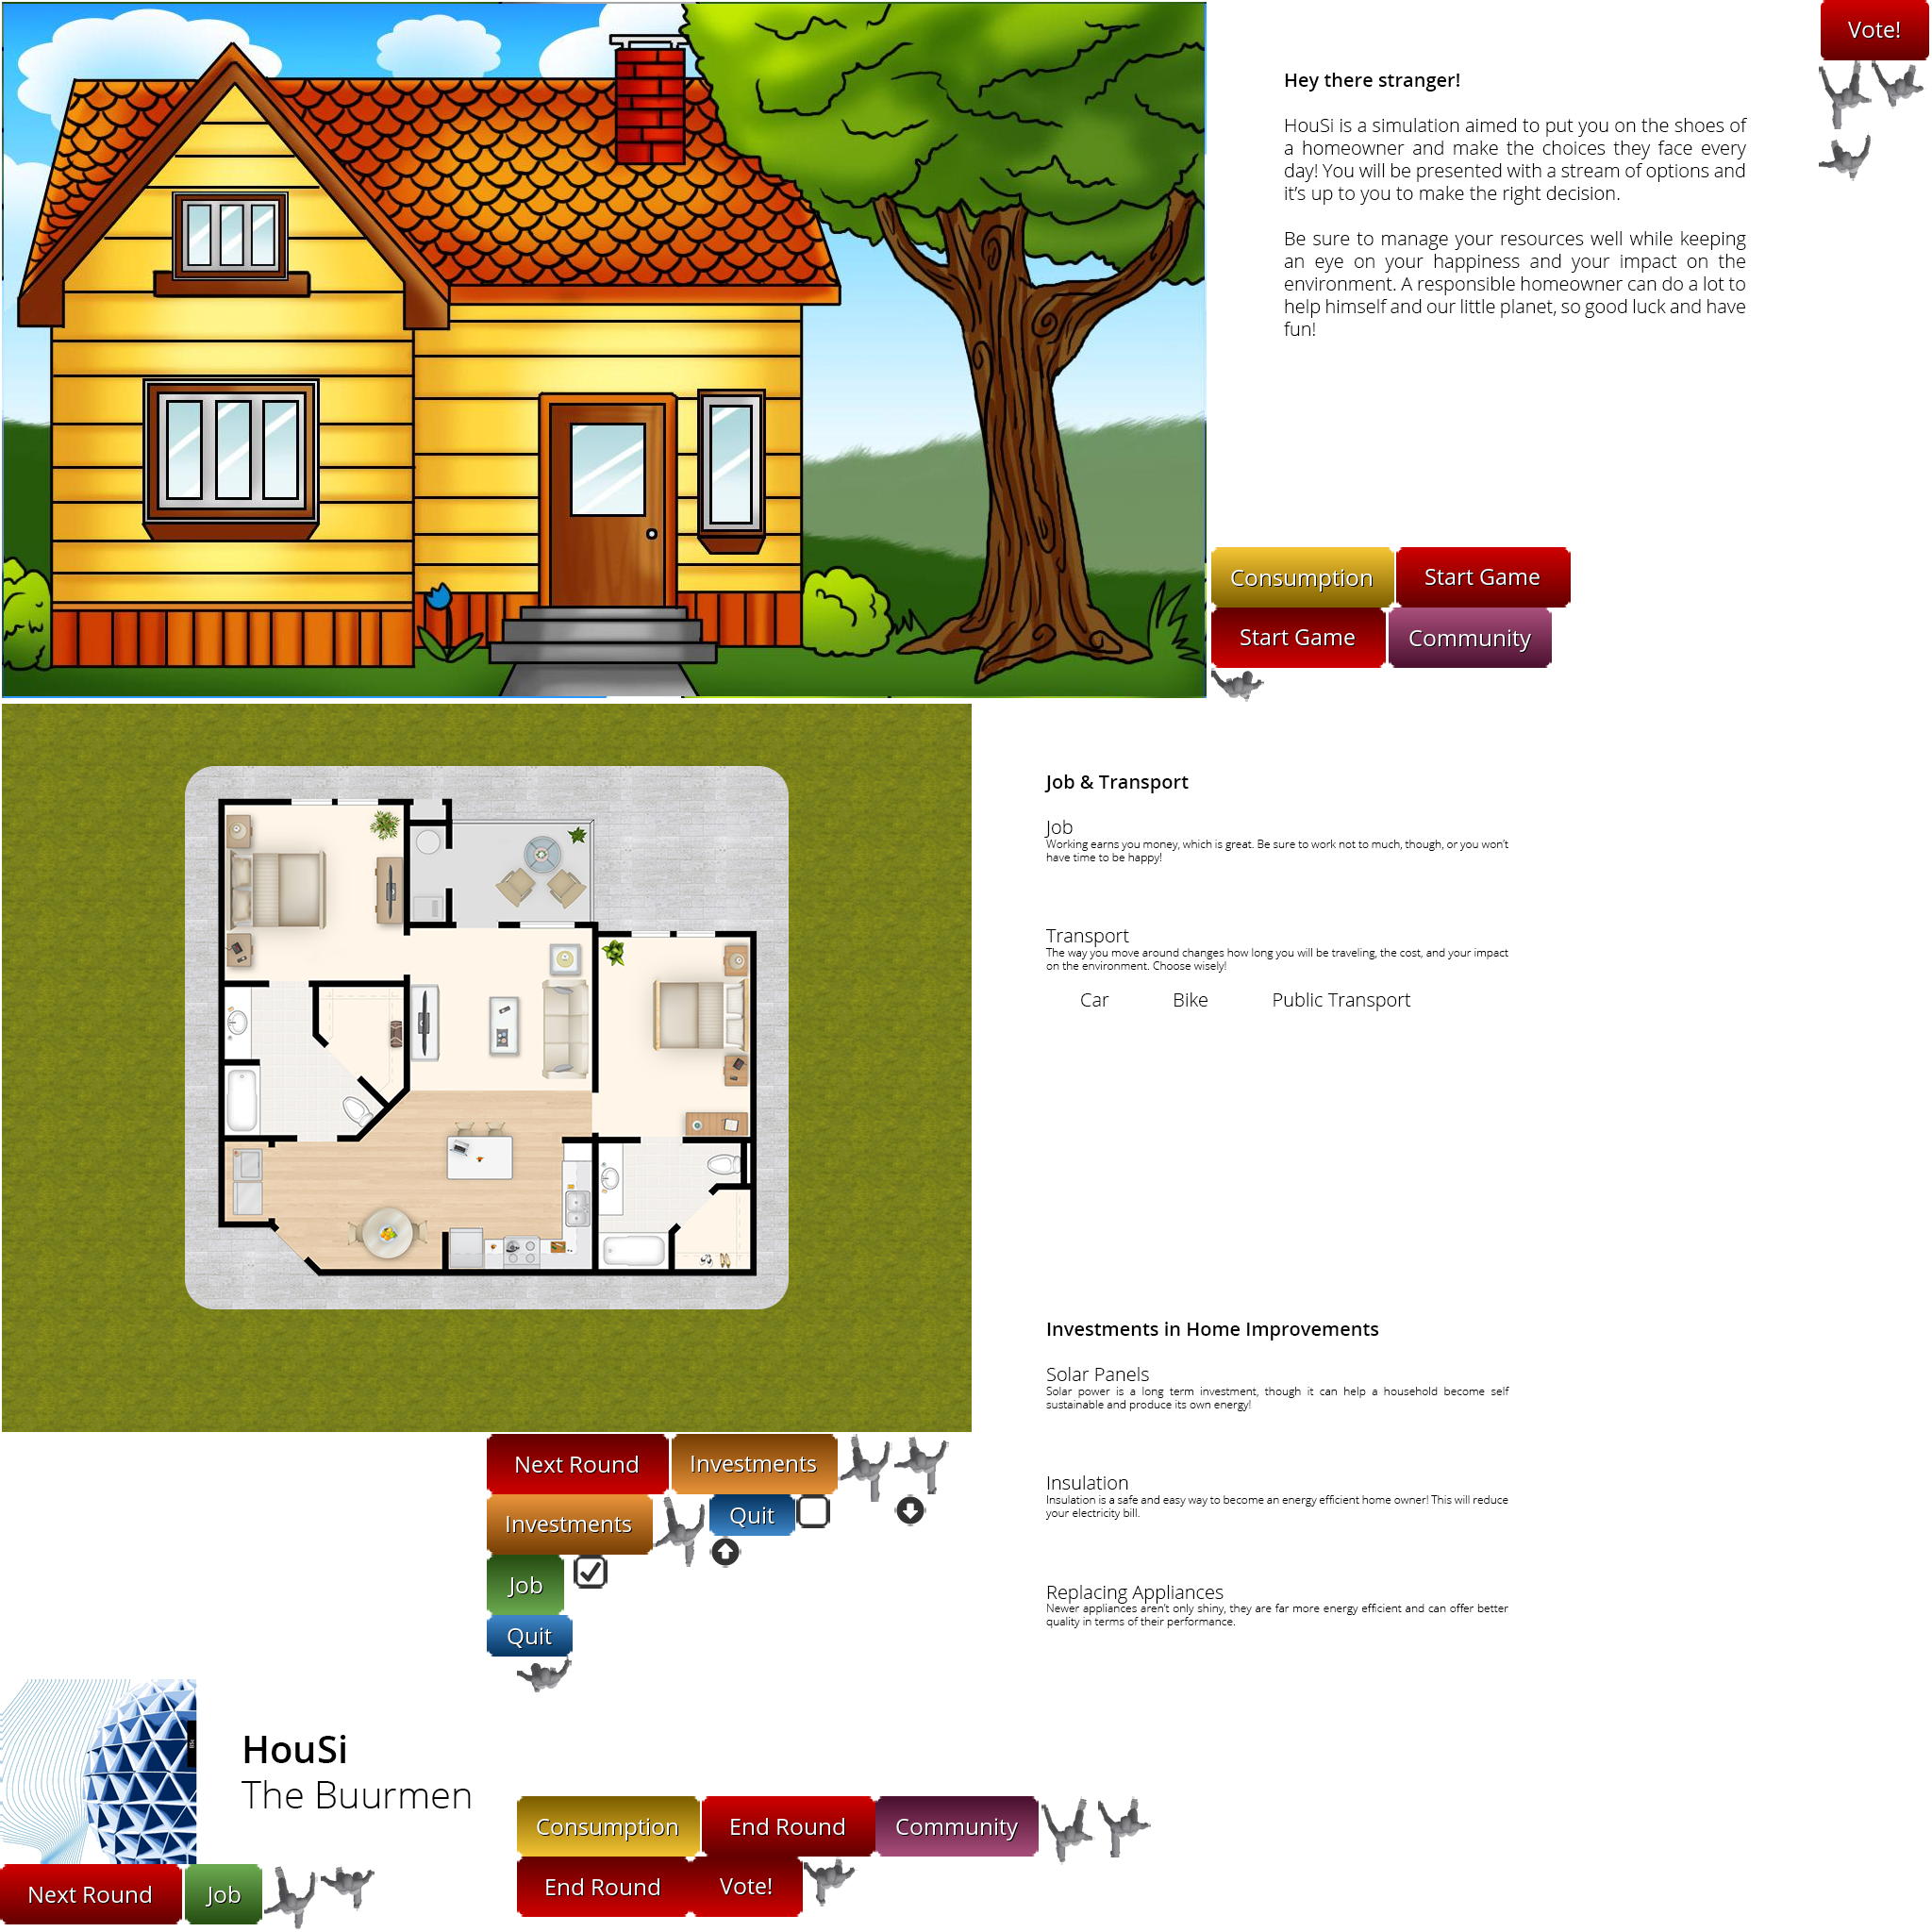 Vote!
Hey there stranger!
HouSi is a simulation aimed to put you on the shoes of
a homeowner and make the choices they face every
day! You will be presented with a stream of options and
it's up to you to make the right decision.
Be sure to manage your resources well while keeping
an eye on your happiness and your impact on the
environment. A responsible homeowner can do a lot to
help himself and our little planet, so good luck and have
fun!
Consumption
Start Game
Start Game
Community
Job & Transport
Job
Working earns you money, which is great. Be sure to work not to much, though, or you won't
have time to be happy!
Transport
The way you move around changes how long you will be traveling, the cost, and your impact
on the environment. Choose wisely!
Car Bike Public Transport
Investments in Home Improvements
Solar Panels
Solar power is a long term investment, though it can help a household become self
sustainable and produce its own energy!
Insulation
Insulation is a safe and easy way to become an energy efficient home owner! This will reduce
your electricity bill.
Replacing Appliances
Newer appliances aren't only shiny, they are far more energy efficient and can offer better
quality in terms of their performance.
Next Round
Investments
Investments
Quit
Job
Quit
HouSi
The Buurmen
Consumption
End Round
Community
End Round
Vote!
Next Round
Job